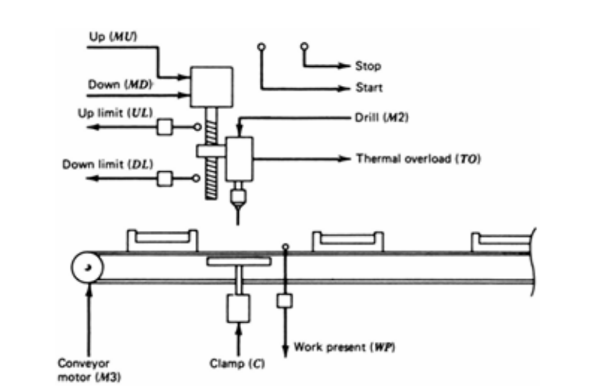 Up (MU)
Stop
Down (MD)
Start
Up limit (UL)
Drill (M2)
Down limit (DL)
Thermal overload (TO)
Work present (WP)
Conveyor
motor (M3)
Clamp (C)